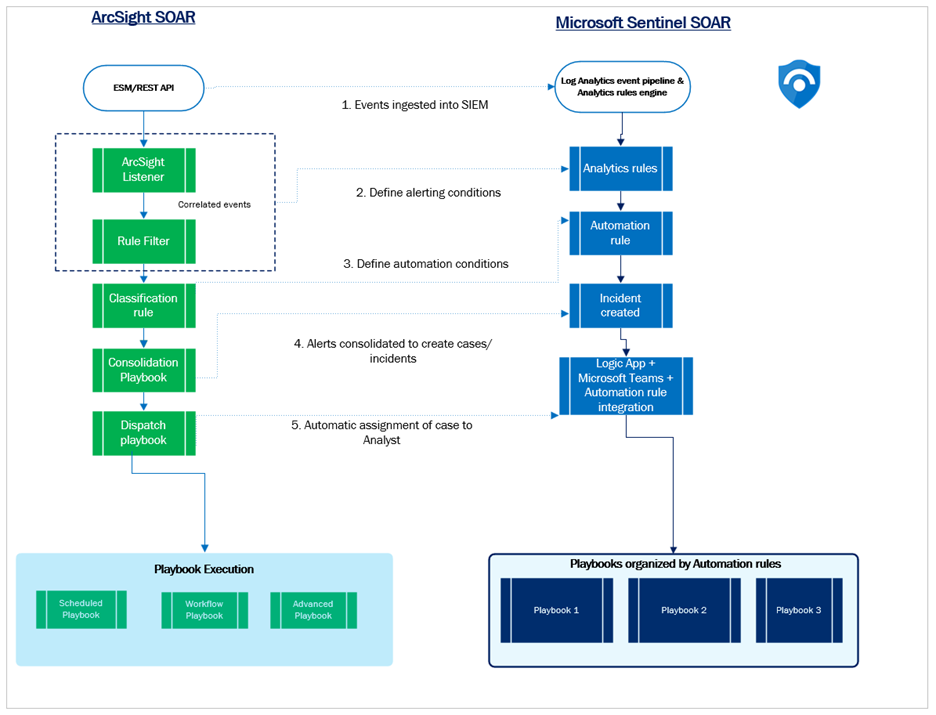 ArcSight SOAR
Microsoft Sentinel SOAR
ESM/REST API
Log Analytics event pipeline &
Analytics rules engine
1. Events ingested into SIEM
ArcSight
Listener
Analytics rules
Correlated events
2. Define alerting conditions
Rule Filter
Automation
rule
3. Define automation conditions
Classification
rule
Incident
created
4. Alerts consolidated to create cases/
incidents
Consolidation
Playbook
Logic App +
Microsoft Teams +
Automation rule
integration
Dispatch
playbook
5. Automatic assignment of case to
Analyst
Playbook Execution
Scheduled
Playbook
Workflow
Playbook
Advanced
Playbook
Playbooks organized by Automation rules
Playbook 1
Playbook 2
Playbook 3